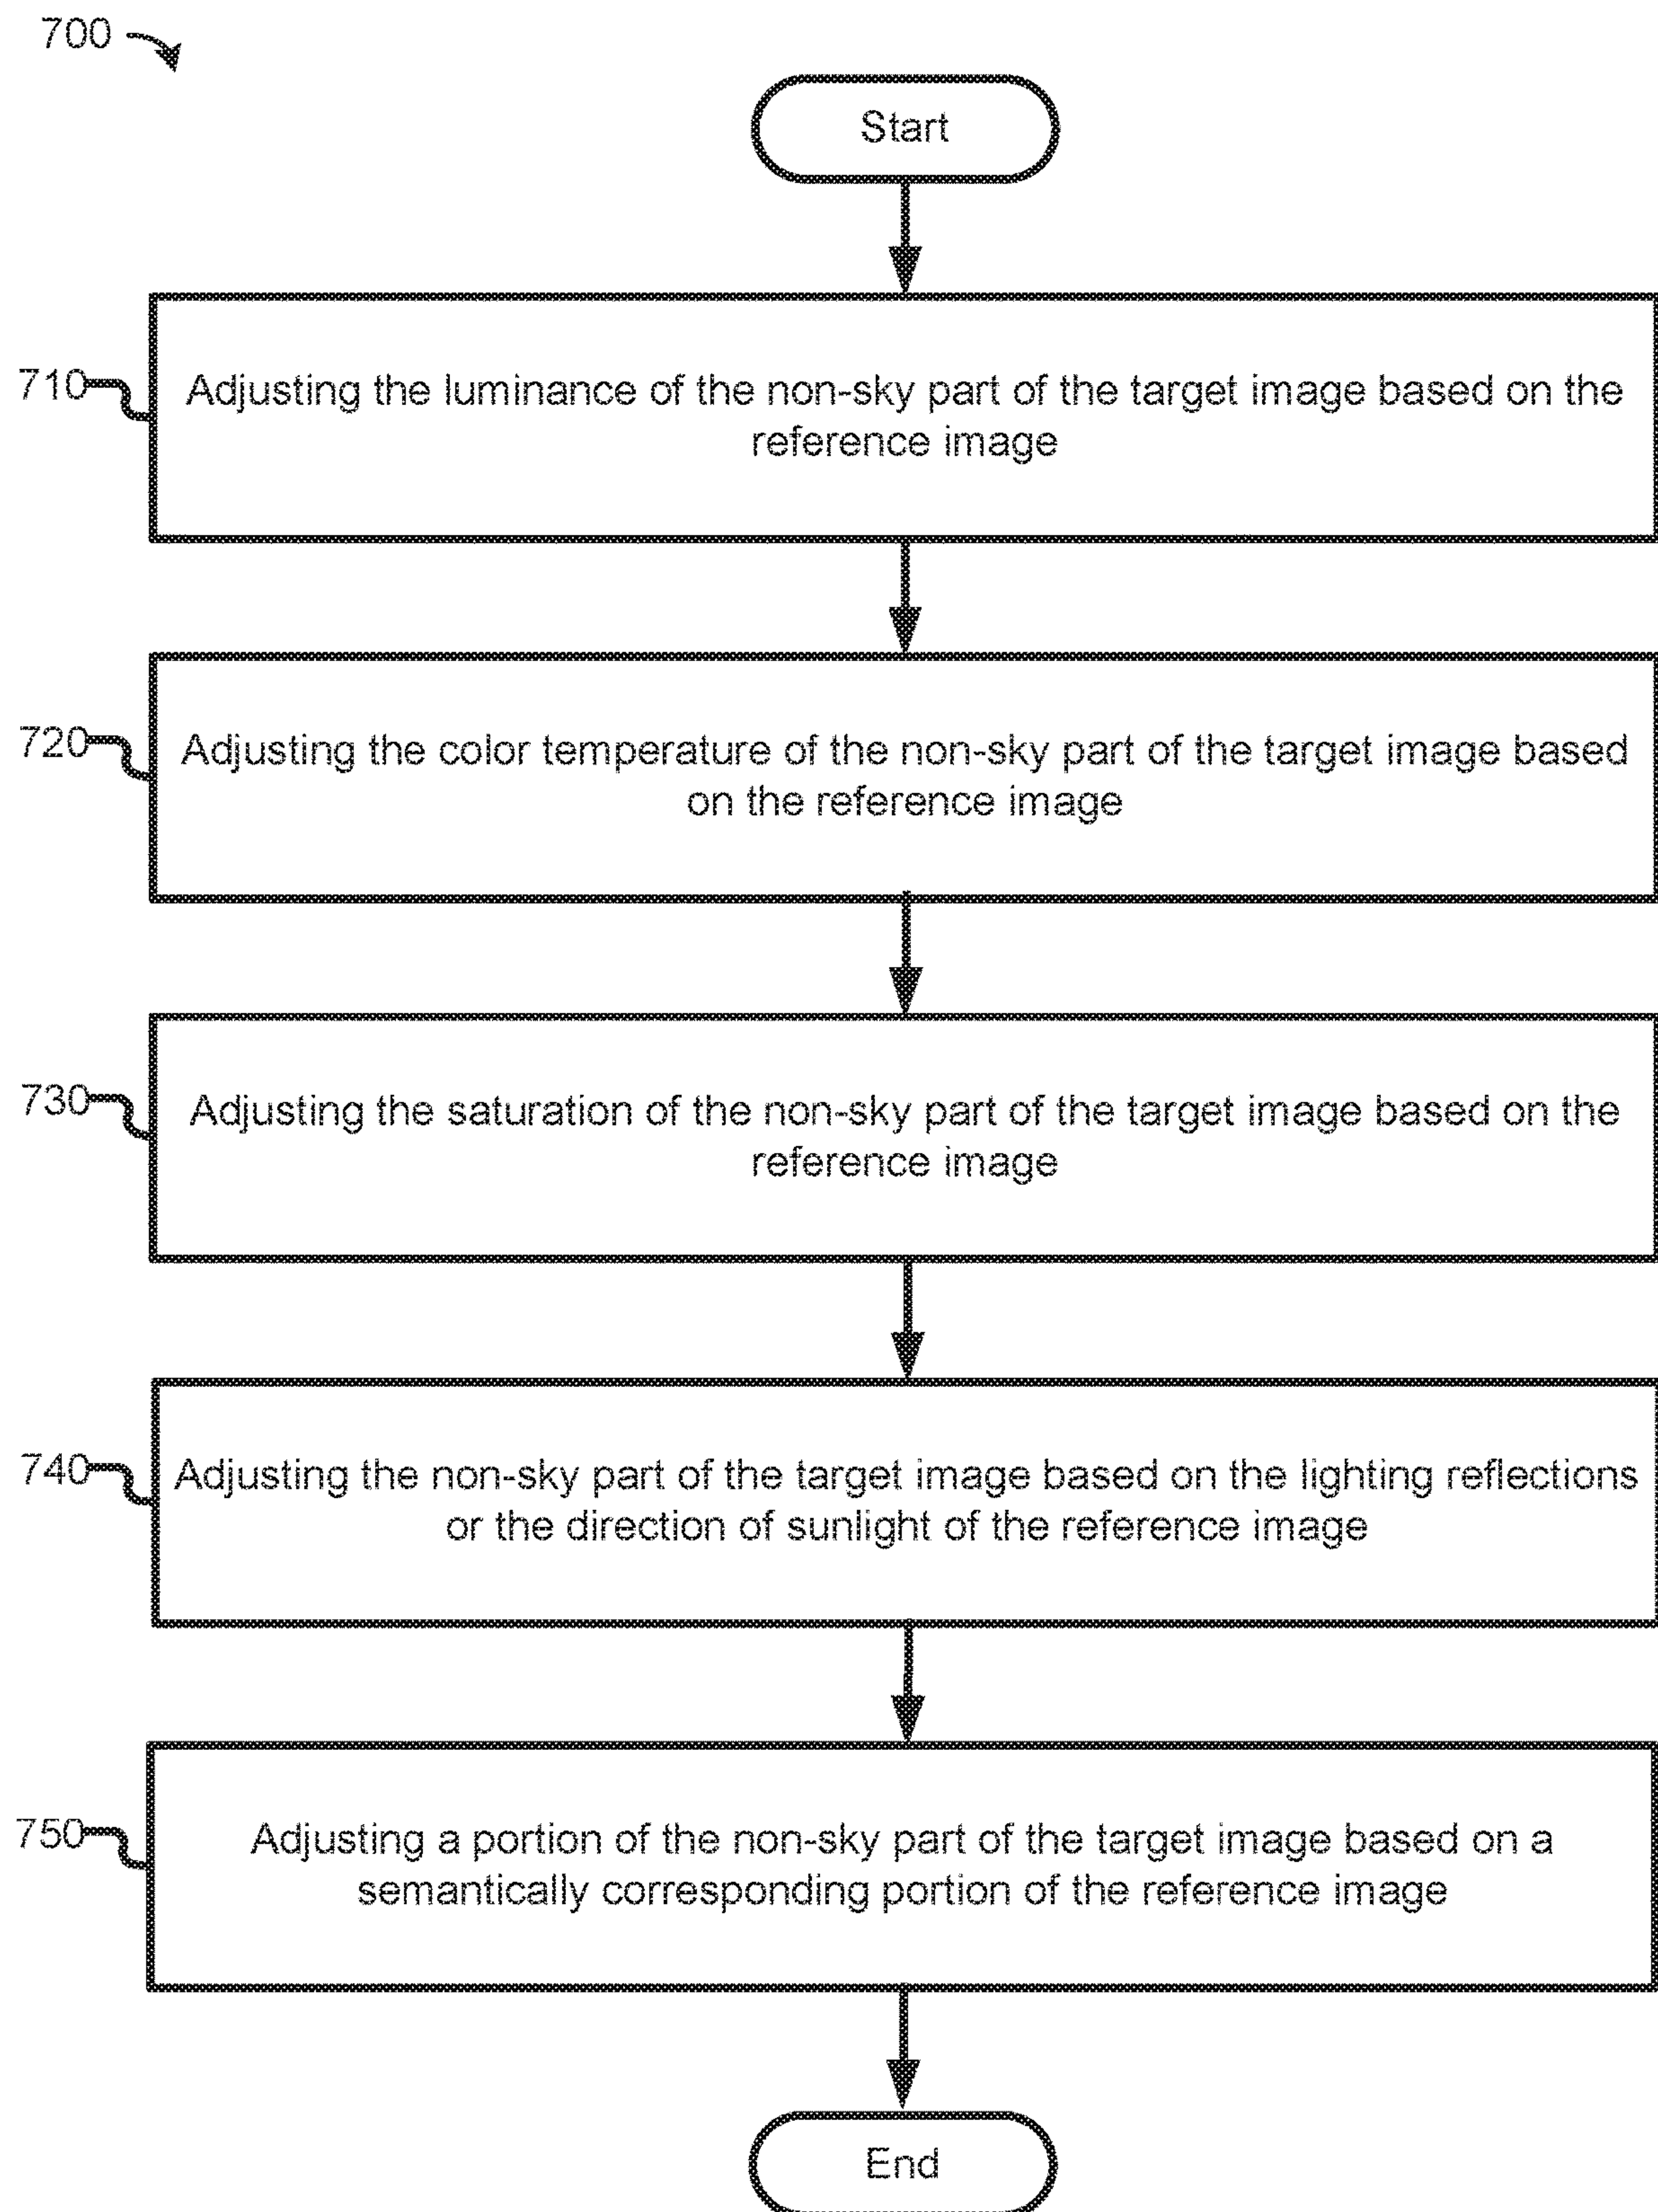 700
Start
710
Adjusting the luminance of the non-sky part of the target image based on the
reference image
720
Adjusting the color temperature of the non-sky part of the target image based
on the reference image
730
Adjusting the saturation of the non-sky part of the target image based on the
reference image
740
Adjusting the non-sky part of the target image based on the lighting reflections
or the direction of sunlight of the reference image
750
Adjusting a portion of the non-sky part of the target image based on a
semantically corresponding portion of the reference image
End